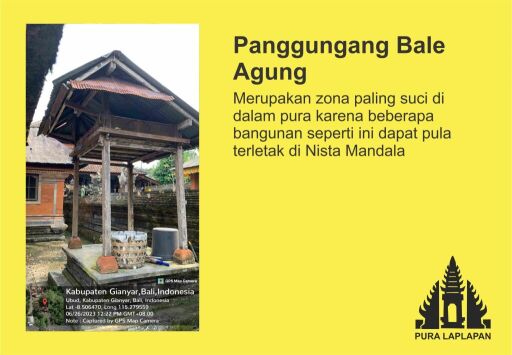 Panggungang Bale
Agung
Merupakan zona paling suci di
dalam pura karena beberapa
bangunan seperti ini dapat pula
terletak di Nista Mandala
GPS Map Camera
Kabupaten Gianyar,Bali,Indonesia
Ubud, Kabupaten Gianyar, Bali, Indonesia
Lat -8.506470, Long 115.279559
06/26/2023 12:22 PM GMT+08:00
Note : Captured by GPS Map Camera
PURA LAPLAPAN